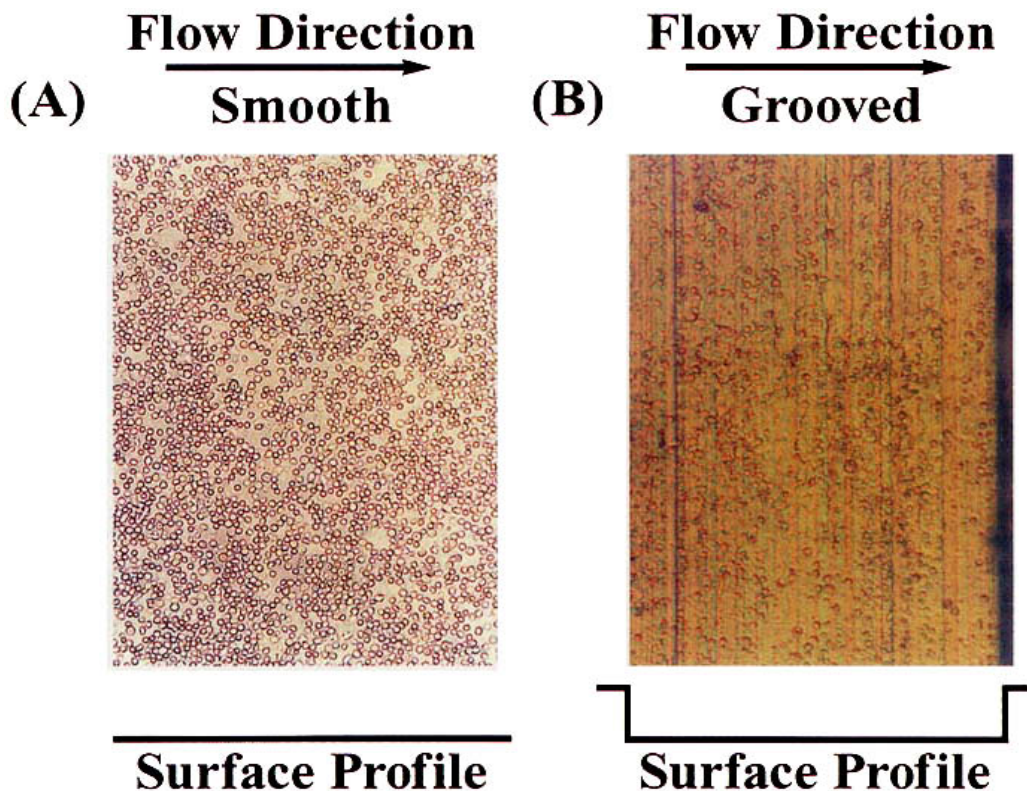 Flow Direction
(A)
Smooth
Surface Profile
Flow Direction
(B)
Grooved
Surface Profile